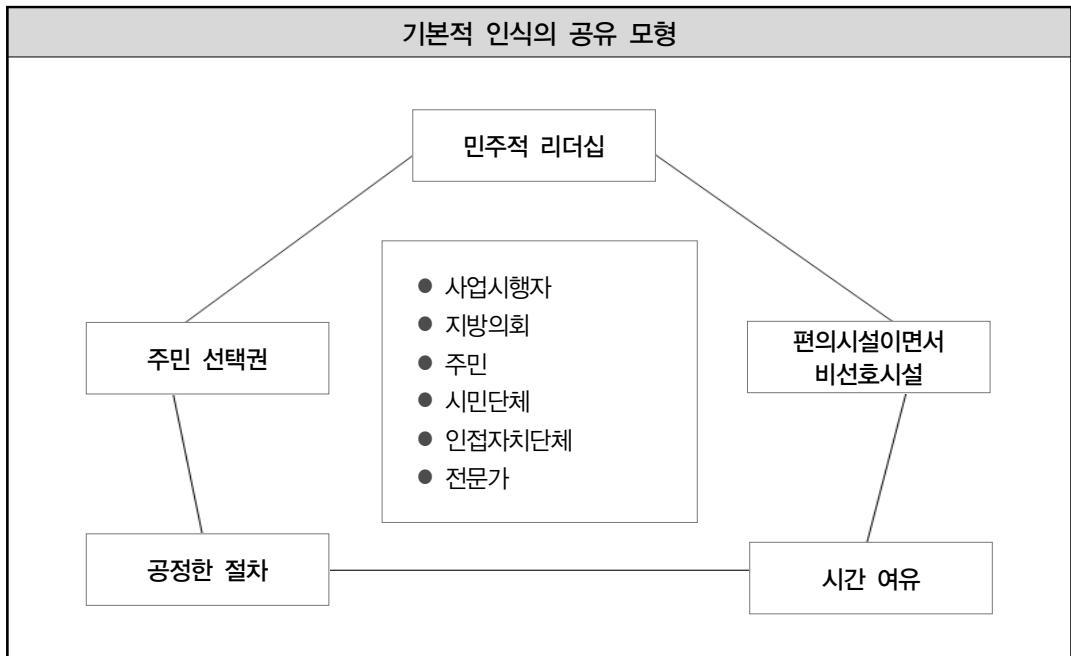 기본적 인식의 공유 모형
민주적 리더십
● 사업시행자
● 지방의회
● 주민
● 시민단체
● 인접자치단체
● 전문가
주민 선택권
편의시설이면서
비선호시설
공정한 절차
시간 여유